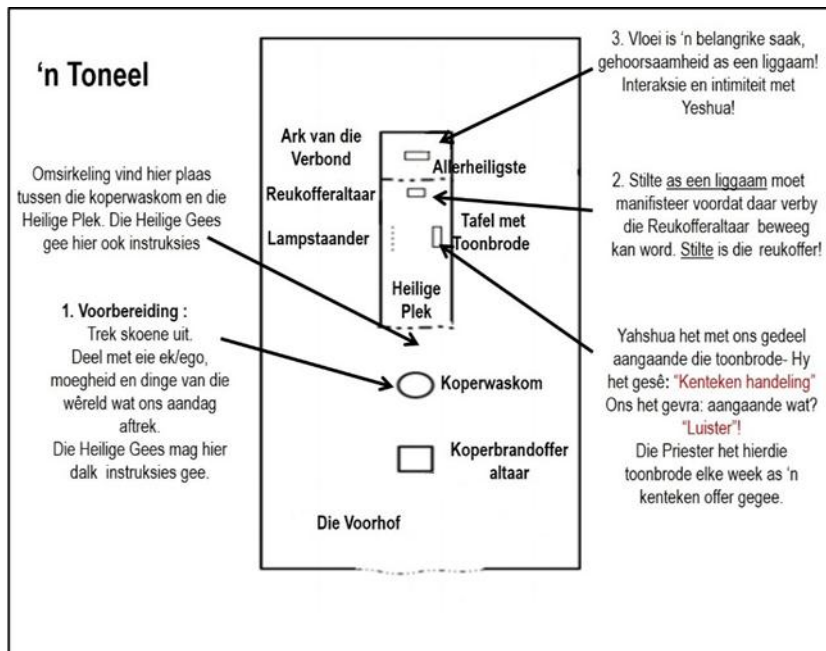 'n Toneel
Omsirkeling vind hier plaas
tussen die koperwaskom en die
Heilige Plek. Die Heilige Gees
gee hier ook instruksies
1. Voorbereiding :
Trek skoene uit.
Deel met eie ek/ego,
moegheid en dinge van die
wêreld wat ons aandag
aftrek.
Die Heilige Gees mag hier
dalk instruksies gee.
Ark van die
Verbond
Allerheiligste
Reukofferaltaar
Lampstaander
Tafel met
Toonbrode
Heilige
Plek
Koperwaskom
Koperbrandoffer
altaar
Die Voorhof
3. Vloei is 'n belangrike saak,
gehoorsaamheid as een liggaam!
Interaksie en intimiteit met
Yeshua!
2. Stilte as een liggaam moet
manifisteer voordat daar verby
die Reukofferaltaar beweeg
kan word. Stilte is die reukoffer!
Yahshua het met ons gedeel
aangaande die toonbrode- Hy
het gesê: "Kenteken handeling"
Ons het gevra: aangaande wat?
"Luister"!
Die Priester het hierdie
toonbrode elke week as 'n
kenteken offer gegee.